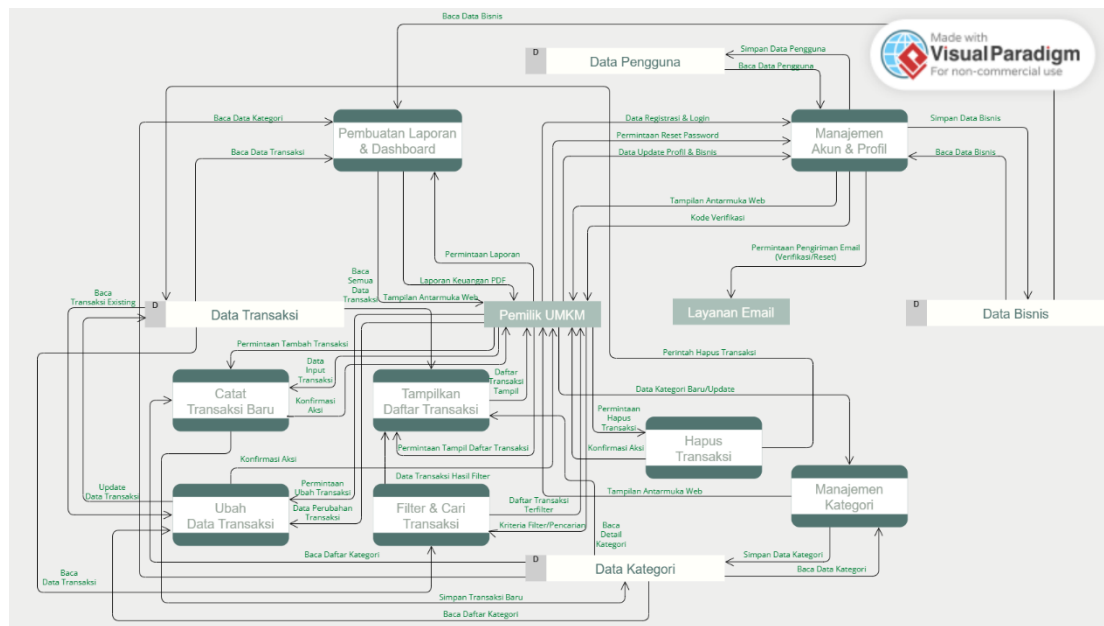 Baca Data Bisnis
Made with
Visual Paradigm
For non-commercial use
D
Data Pengguna
Simpan Data Pengguna
Baca Data Pengguna
Baca Data Kategori
Pembuatan Laporan
& Dashboard
Data Registrasi & Login
Permintaan Reset Password
Data Update Profil & Bisnis
Manajemen
Akun & Profil
Simpan Data Bisnis
Baca Data Bisnis
Baca Data Transaksi
Tampilan Antarmuka Web
Kode Verifikasi
Permintaan Laporan
Permintaan Pengiriman Email
(Verifikasi/Reset)
Baca
Semua
Data
Transaksi
Laporan Keuangan PDF
Tampilan Antarmuka Web
Baca
Transaksi Existing
D
Data Transaksi
Pemilik UMKM
Layanan Email
D
Data Bisnis
Permintaan Tambah Transaksi
Data
Input
Transaksi
Konfirmasi
Aksi
Catat
Transaksi Baru
Tampilkan
Daftar Transaksi
Daftar
Transaksi
Tampil
Perintah Hapus Transaksi
Data Kategori Baru/Update
Permintaan
Hapus
Transaksi
Konfirmasi Aksi
Hapus
Transaksi
Permintaan Tampil Daftar Transaksi
Konfirmasi Aksi
Data Transaksi Hasil Filter
Update
Data Transaksi
Ubah
Data Transaksi
Permintaan
Ubah Transaksi
Data Perubahan
Transaksi
Filter & Cari
Transaksi
Daftar Transaksi
Terfilter
Kriteria Filter/Pencarian
Tampilan Antarmuka Web
Manajemen
Kategori
Baca
Detail
Kategori
Baca Daftar Kategori
D
Data Kategori
Simpan Data Kategori
Baca Data Kategori
Baca
Data Transaksi
Simpan Transaksi Baru
Baca Daftar Kategori